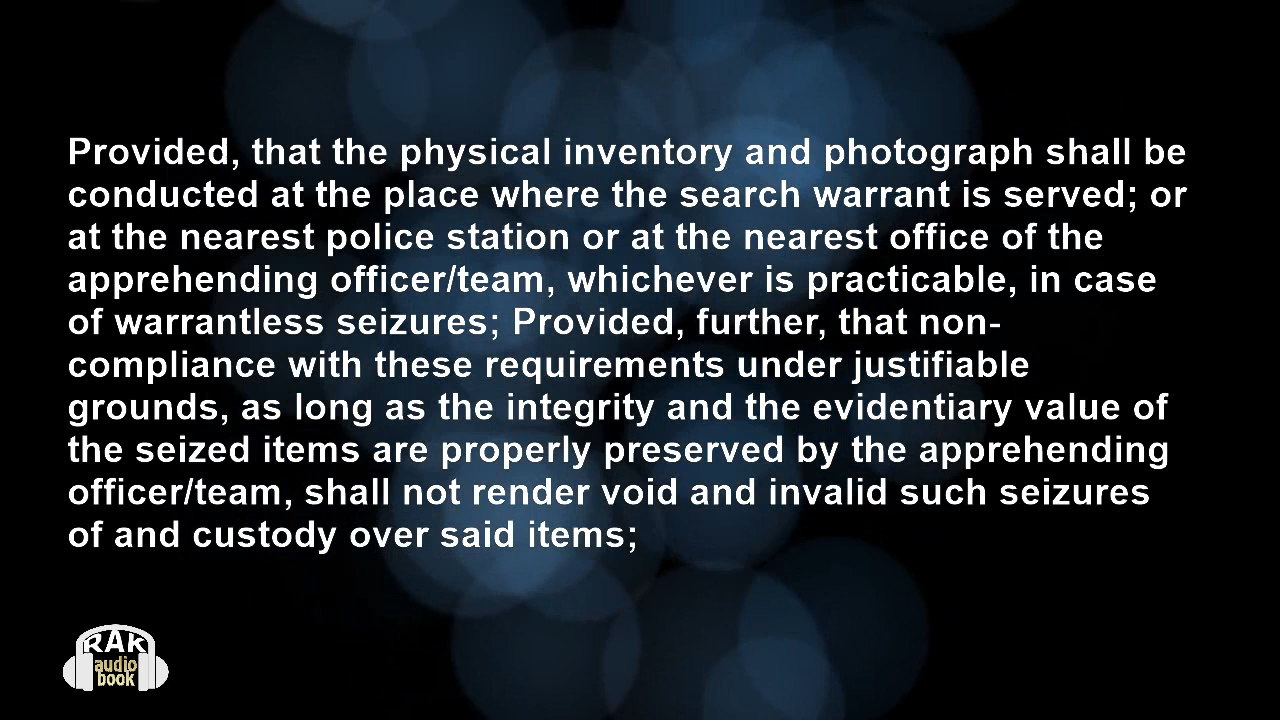 Provided, that the physical inventory and photograph shall be
conducted at the place where the search warrant is served; or
at the nearest police station or at the nearest office of the
apprehending officer/team, whichever is practicable, in case
of warrantless seizures; Provided, further, that non-
compliance with these requirements under justifiable
grounds, as long as the integrity and the evidentiary value of
the seized items are properly preserved by the apprehending
officer/team, shall not render void and invalid such seizures
of and custody over said items;
RAK
audio
book